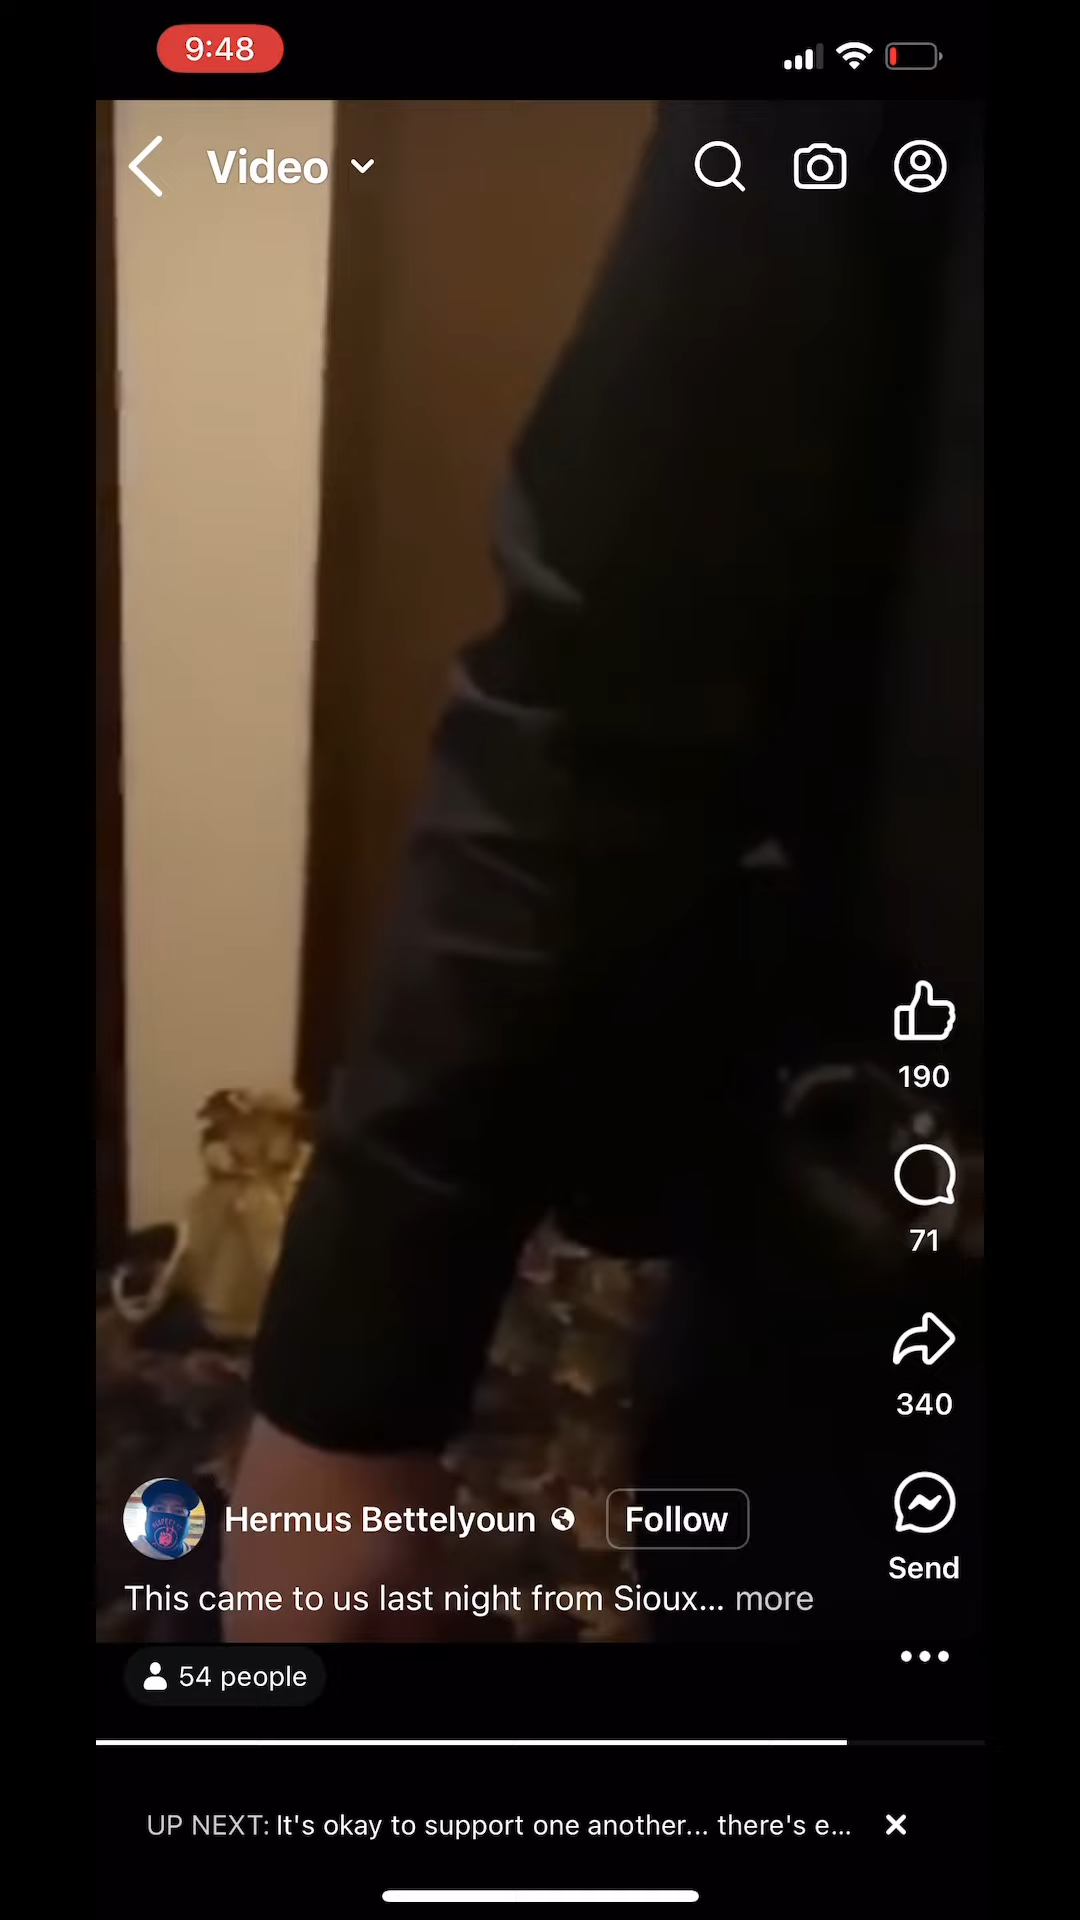 9:48
Video
190
71
340
Hermus Bettelyoun
Follow
Send
This came to us last night from Sioux... more
54 people
UP NEXT: It's okay to support one another... there's e...